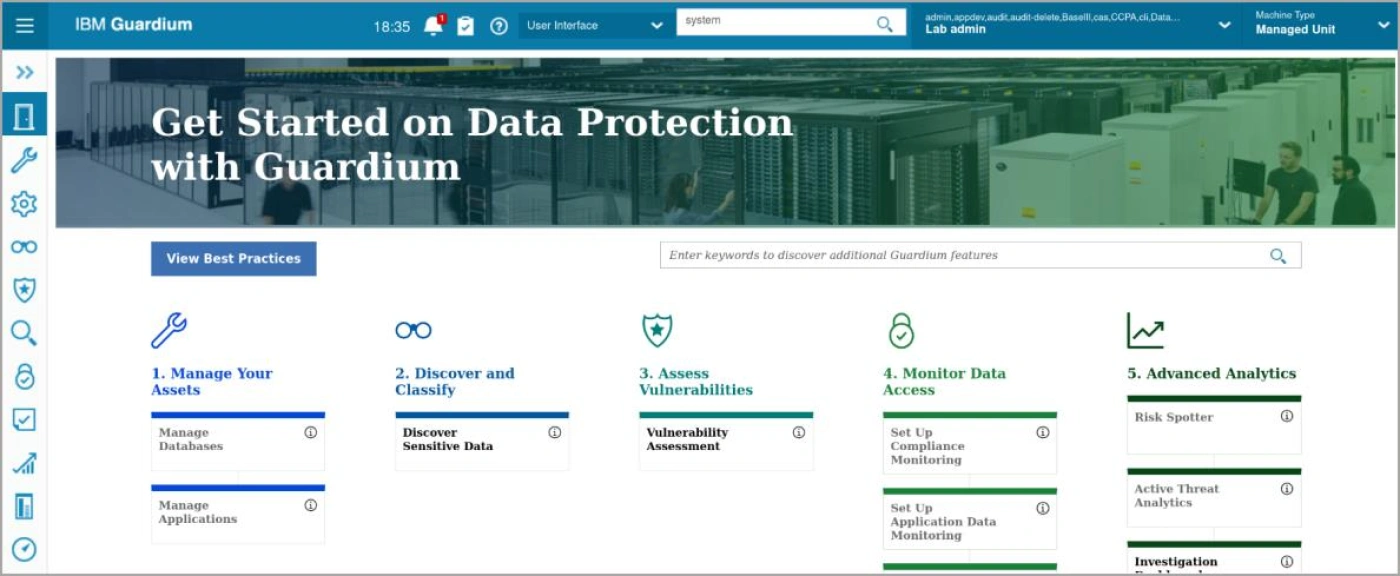 IBM Guardium
18:35
1
User Interface
system
admin,appdev,audit,audit-delete,BaselII,cas,CCPA,cli,Data...
Lab admin
Machine Type
Managed Unit
Get Started on Data Protection
with Guardium
View Best Practices
Enter keywords to discover additional Guardium features
1. Manage Your
Assets
Manage
Databases
Manage
Applications
2. Discover and
Classify
Discover
Sensitive Data
3. Assess
Vulnerabilities
Vulnerability
Assessment
4. Monitor Data
Access
Set Up
Compliance
Monitoring
Set Up
Application Data
Monitoring
5. Advanced Analytics
Risk Spotter
Active Threat
Analytics
Investigation